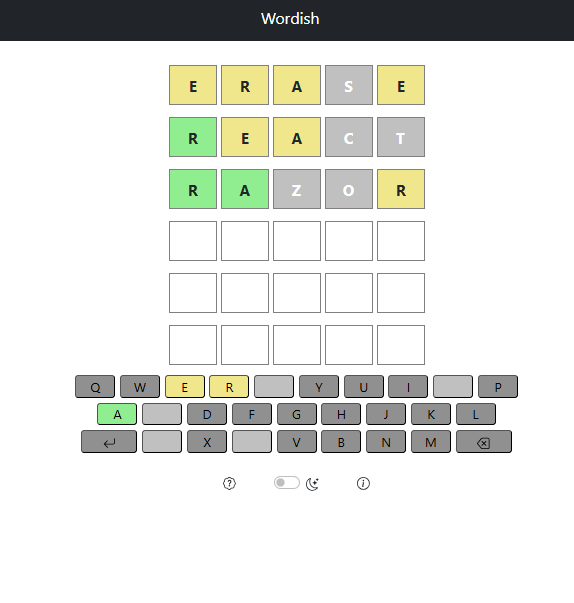 Wordish
E R A S E
R E A C T
R A Z O R
Q W E R Y U I P
A D F G H J K L
X V B N M
? i